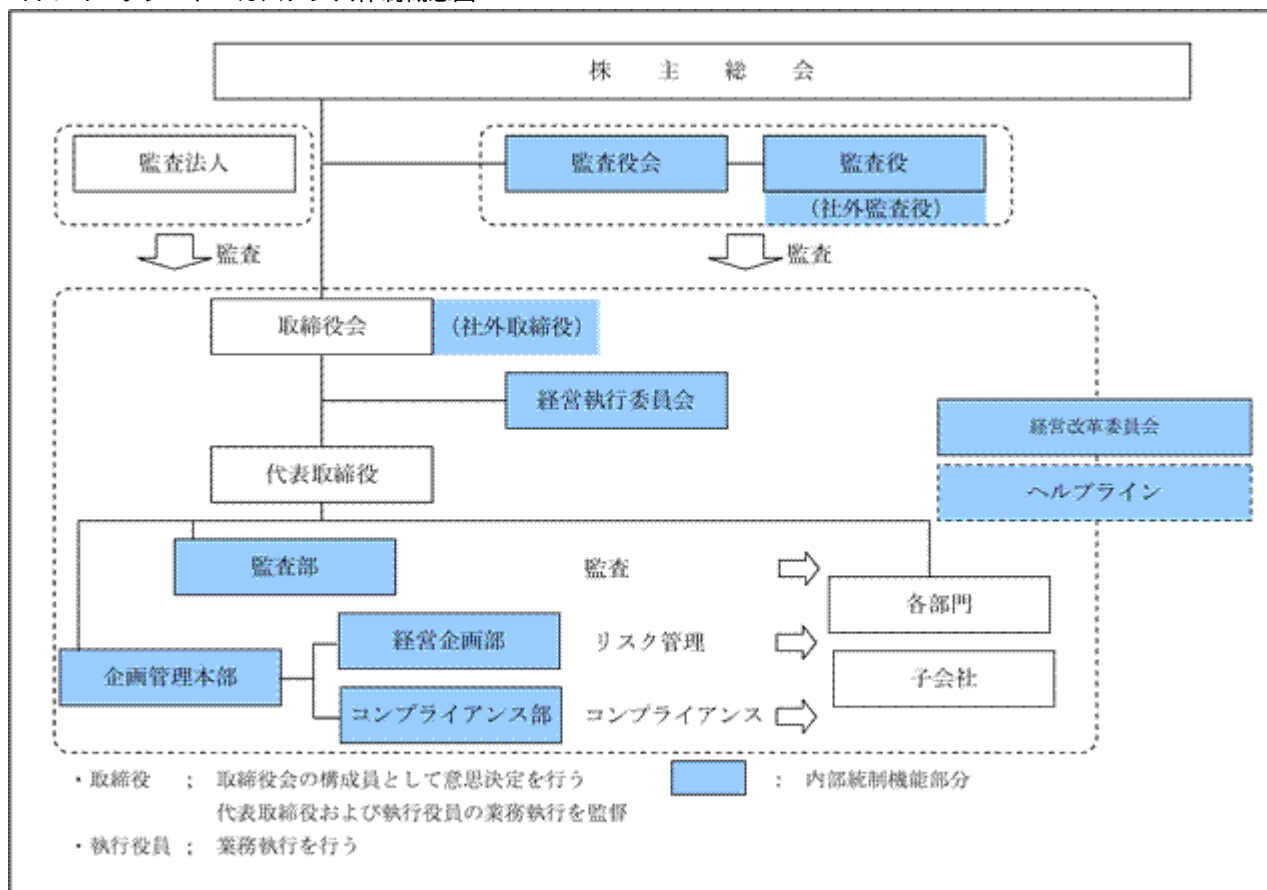 株主総会
監査法人
監査役会
監査役
(社外監査役)
監査
監査
取締役会
(社外取締役)
経営執行委員会
経営改革委員会
代表取締役
ヘルプライン
監査部
監査
各部門
経営企画部
リスク管理
企画管理本部
子会社
コンプライアンス部
コンプライアンス
・取締役 ; 取締役会の構成員として意思決定を行う
: 内部統制機能部分
代表取締役および執行役員の業務執行を監督
・執行役員 ; 業務執行を行う